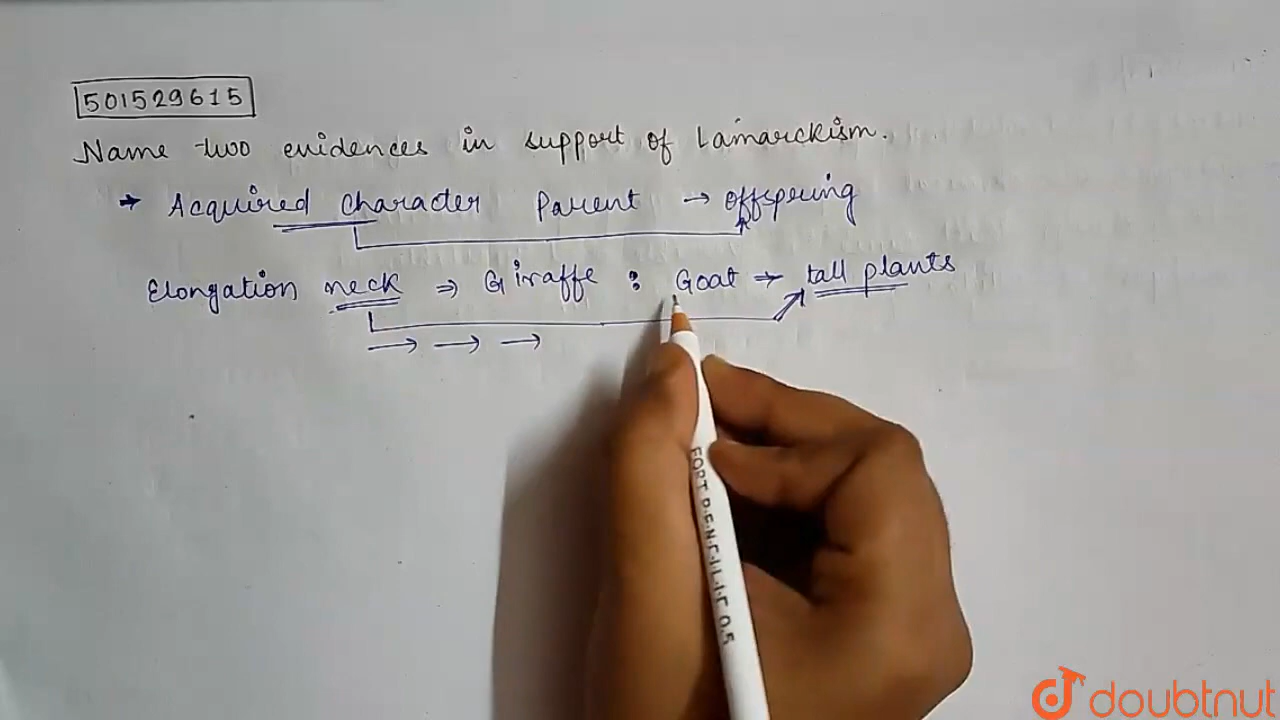 501529615
Name two evidences in support of Lamarckism.
→ Acquired Character Parent → Offspring
Elongation neck ⇒ Giraffe : Goat → tall plants
→ → →
FORT PENCIL LIT 0.5
doubtnut